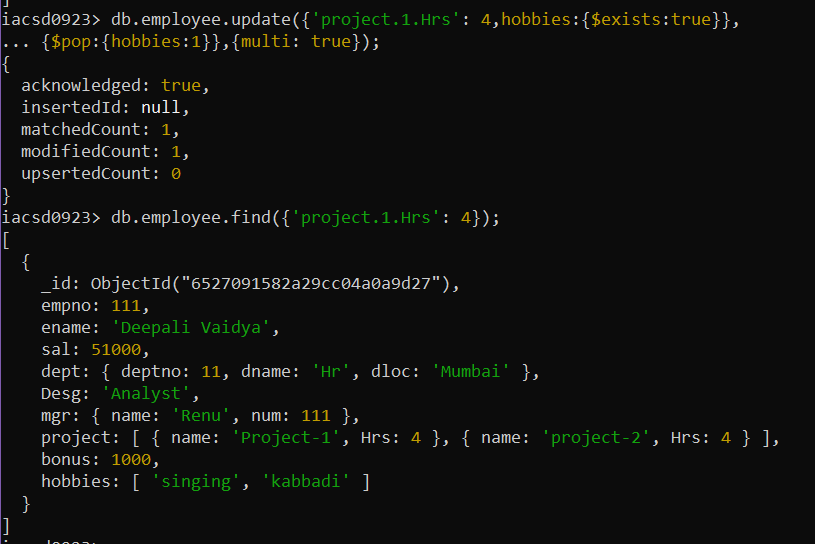 ]
iacsd0923> db.employee.update({'project.1.Hrs': 4,hobbies:{$exists:true}},
... {$pop:{hobbies:1}},{multi: true});
{
  acknowledged: true,
  insertedId: null,
  matchedCount: 1,
  modifiedCount: 1,
  upsertedCount: 0
}
iacsd0923> db.employee.find({'project.1.Hrs': 4});
[
  {
    _id: ObjectId("6527091582a29cc04a0a9d27"),
    empno: 111,
    ename: 'Deepali Vaidya',
    sal: 51000,
    dept: { deptno: 11, dname: 'Hr', dloc: 'Mumbai' },
    Desg: 'Analyst',
    mgr: { name: 'Renu', num: 111 },
    project: [ { name: 'Project-1', Hrs: 4 }, { name: 'project-2', Hrs: 4 } ],
    bonus: 1000,
    hobbies: [ 'singing', 'kabbadi' ]
  }
]